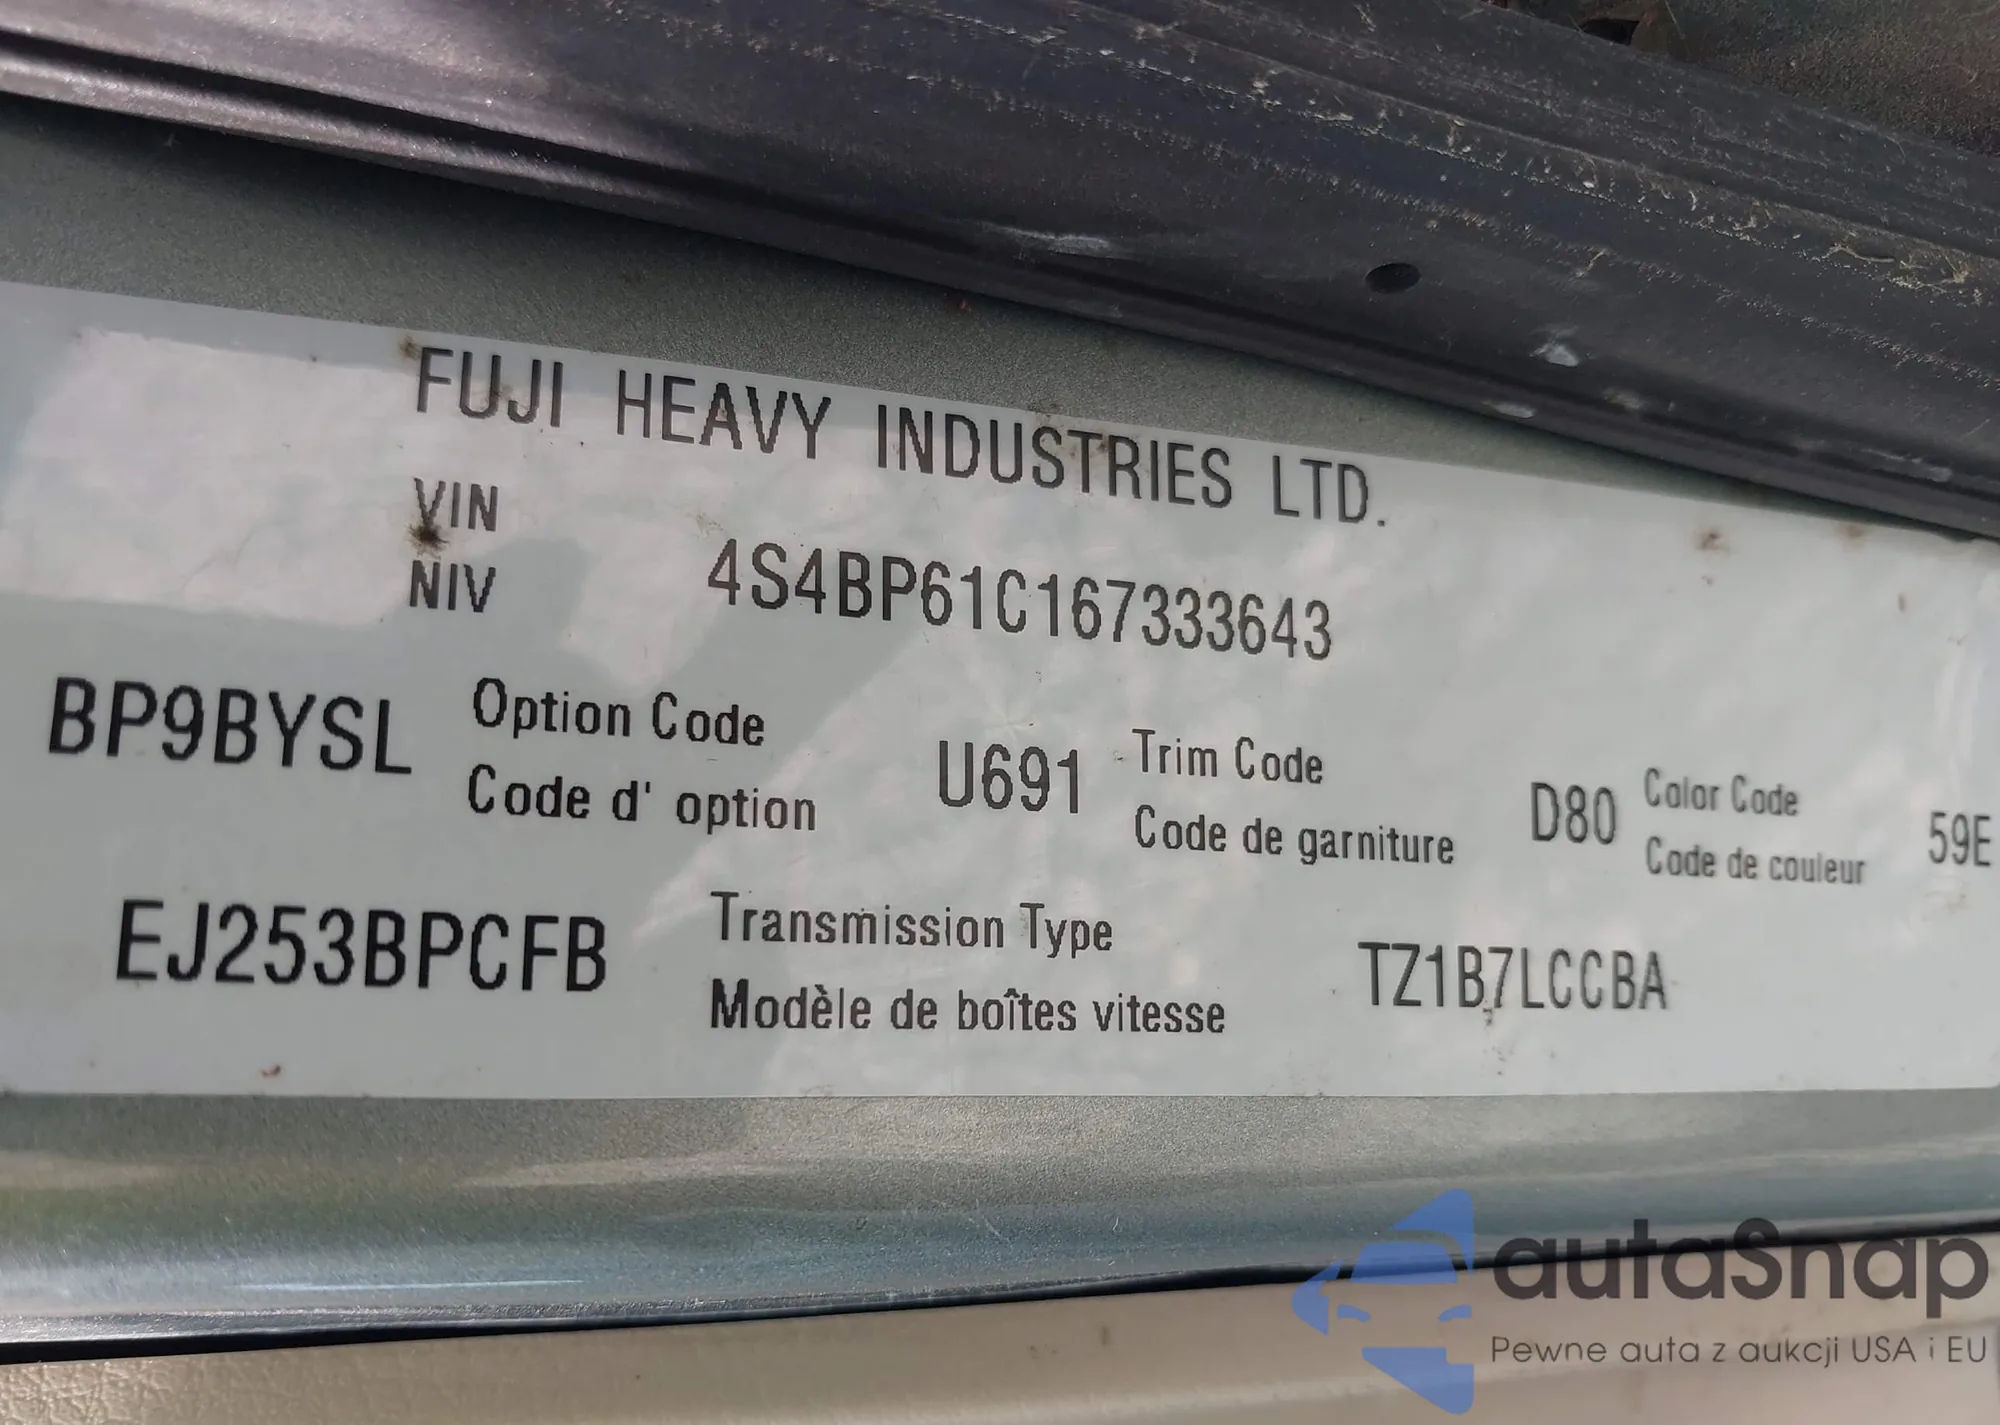 FUJI HEAVY INDUSTRIES LTD.
VIN
NIV
4S4BP61C167333643
BP9BYSL
Option Code
Code d' option
U691
Trim Code
Code de garniture
D80
Color Code
Code de couleur
59E
EJ253BPCFB
Transmission Type
Modèle de boîtes vitesse
TZ1B7LCCBA
autaSnap
Pewne auta z aukcji USA i EU